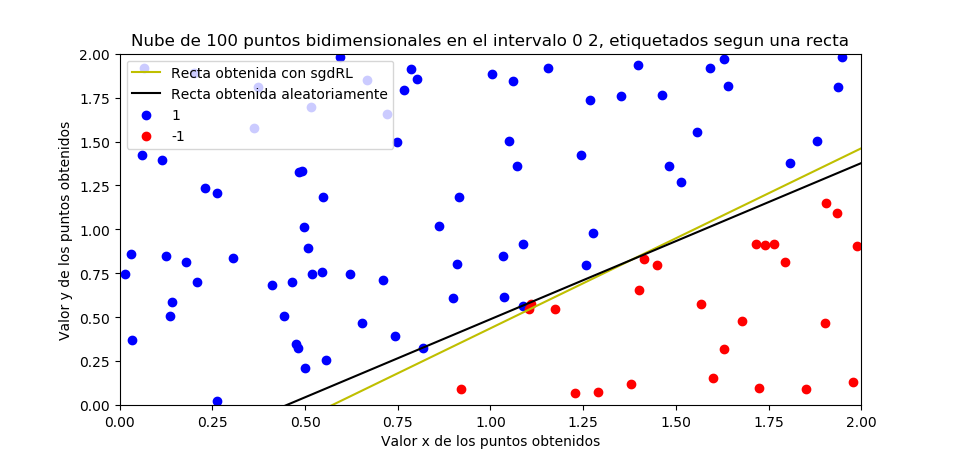 Nube de 100 puntos bidimensionales en el intervalo 0 2, etiquetados segun una recta
Recta obtenida con sgdRL
Recta obtenida aleatoriamente
1
-1
Valor y de los puntos obtenidos
2.00
1.75
1.50
1.25
1.00
0.75
0.50
0.25
0.00
0.00 0.25 0.50 0.75 1.00 1.25 1.50 1.75 2.00
Valor x de los puntos obtenidos